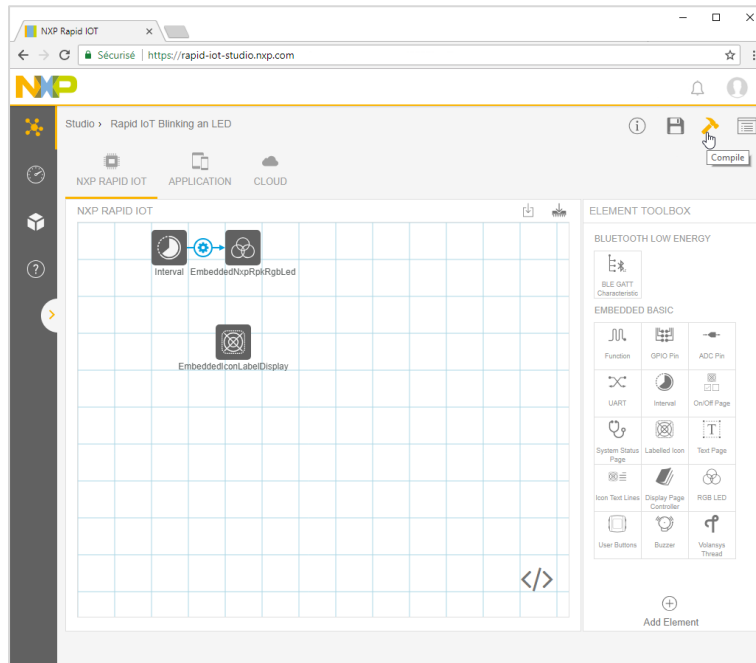 NXP Rapid IOT
Sécurisé | https://rapid-iot-studio.nxp.com
NXP
Studio › Rapid IoT Blinking an LED
Compile
NXP RAPID IOT
APPLICATION
CLOUD
NXP RAPID IOT
Interval
EmbeddedNxpRpkRgbLed
EmbeddedIconLabelDisplay
</>
ELEMENT TOOLBOX
BLUETOOTH LOW ENERGY
BLE GATT
Characteristic
EMBEDDED BASIC
Function
GPIO Pin
ADC Pin
UART
Interval
On/Off Page
System Status
Page
Labelled Icon
T
Text Page
Icon Text Lines
Display Page
Controller
RGB LED
User Buttons
Buzzer
Volansys
Thread
Add Element